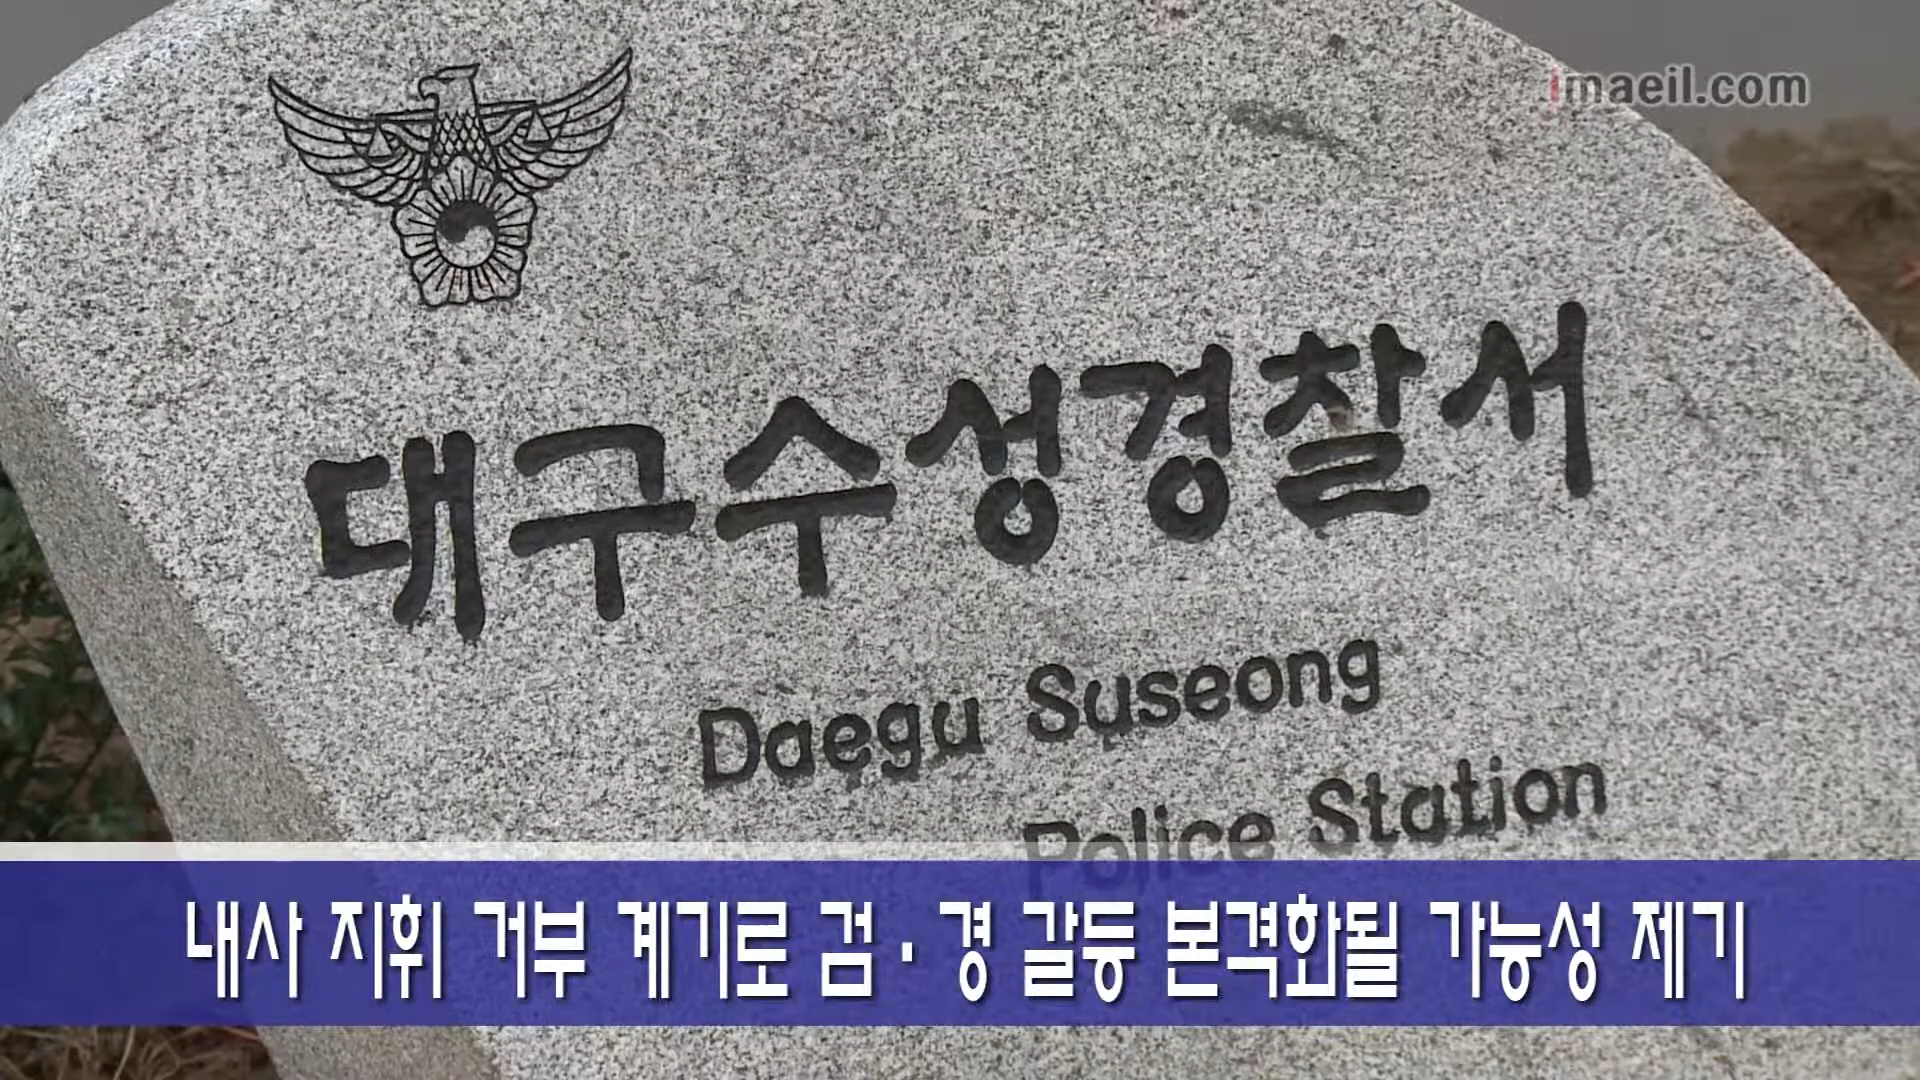 imaeil.com
대구수성경찰서
Daegu Suseong
Police Station
내사 지휘 거부 계기로 검·경 갈등 본격화될 가능성 제기